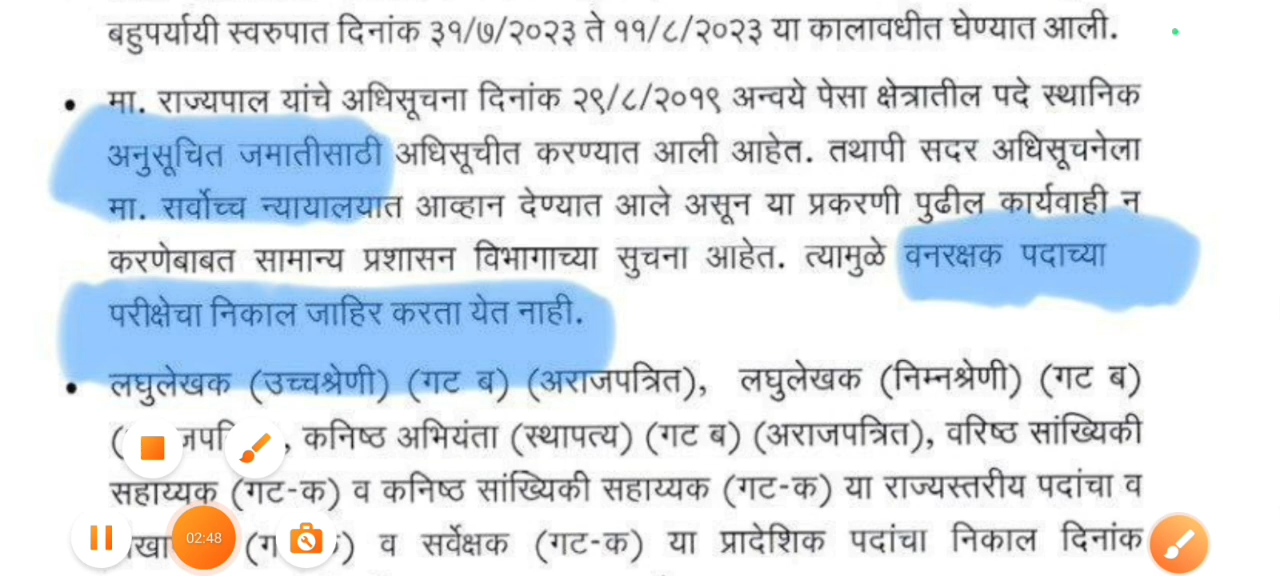 बहुपर्यायी स्वरुपात दिनांक ३१/७/२०२३ ते ११/८/२०२३ या कालावधीत घेण्यात आली.
• मा. राज्यपाल यांचे अधिसूचना दिनांक २९/८/२०१९ अन्वये पेसा क्षेत्रातील पदे स्थानिक
अनुसूचित जमातीसाठी अधिसूचीत करण्यात आली आहेत. तथापी सदर अधिसूचनेला
मा. सर्वोच्च न्यायालयात आव्हान देण्यात आले असून या प्रकरणी पुढील कार्यवाही न
करणेबाबत सामान्य प्रशासन विभागाच्या सुचना आहेत. त्यामुळे वनरक्षक पदाच्या
परीक्षेचा निकाल जाहिर करता येत नाही.
• लघुलेखक (उच्चश्रेणी) (गट ब) (अराजपत्रित), लघुलेखक (निम्नश्रेणी) (गट ब)
कनिष्ठ अभियंता (स्थापत्य) (गट ब) (अराजपत्रित), वरिष्ठ सांख्यिकी
सहाय्यक (गट-क) व कनिष्ठ सांख्यिकी सहाय्यक (गट-क) या राज्यस्तरीय पदांचा व
02:48 व सर्वेक्षक (गट-क) या प्रादेशिक पदांचा निकाल दिनांक